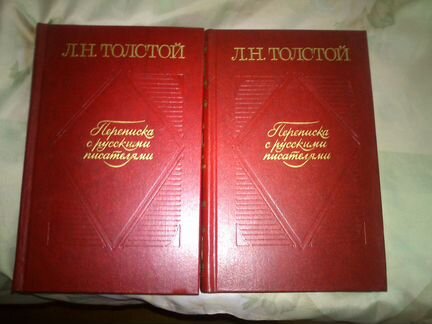 Л.Н. ТОЛСТОЙ
Переписка
с русскими
писателями
Л.Н. ТОЛСТОЙ
Переписка
с русскими
писателями